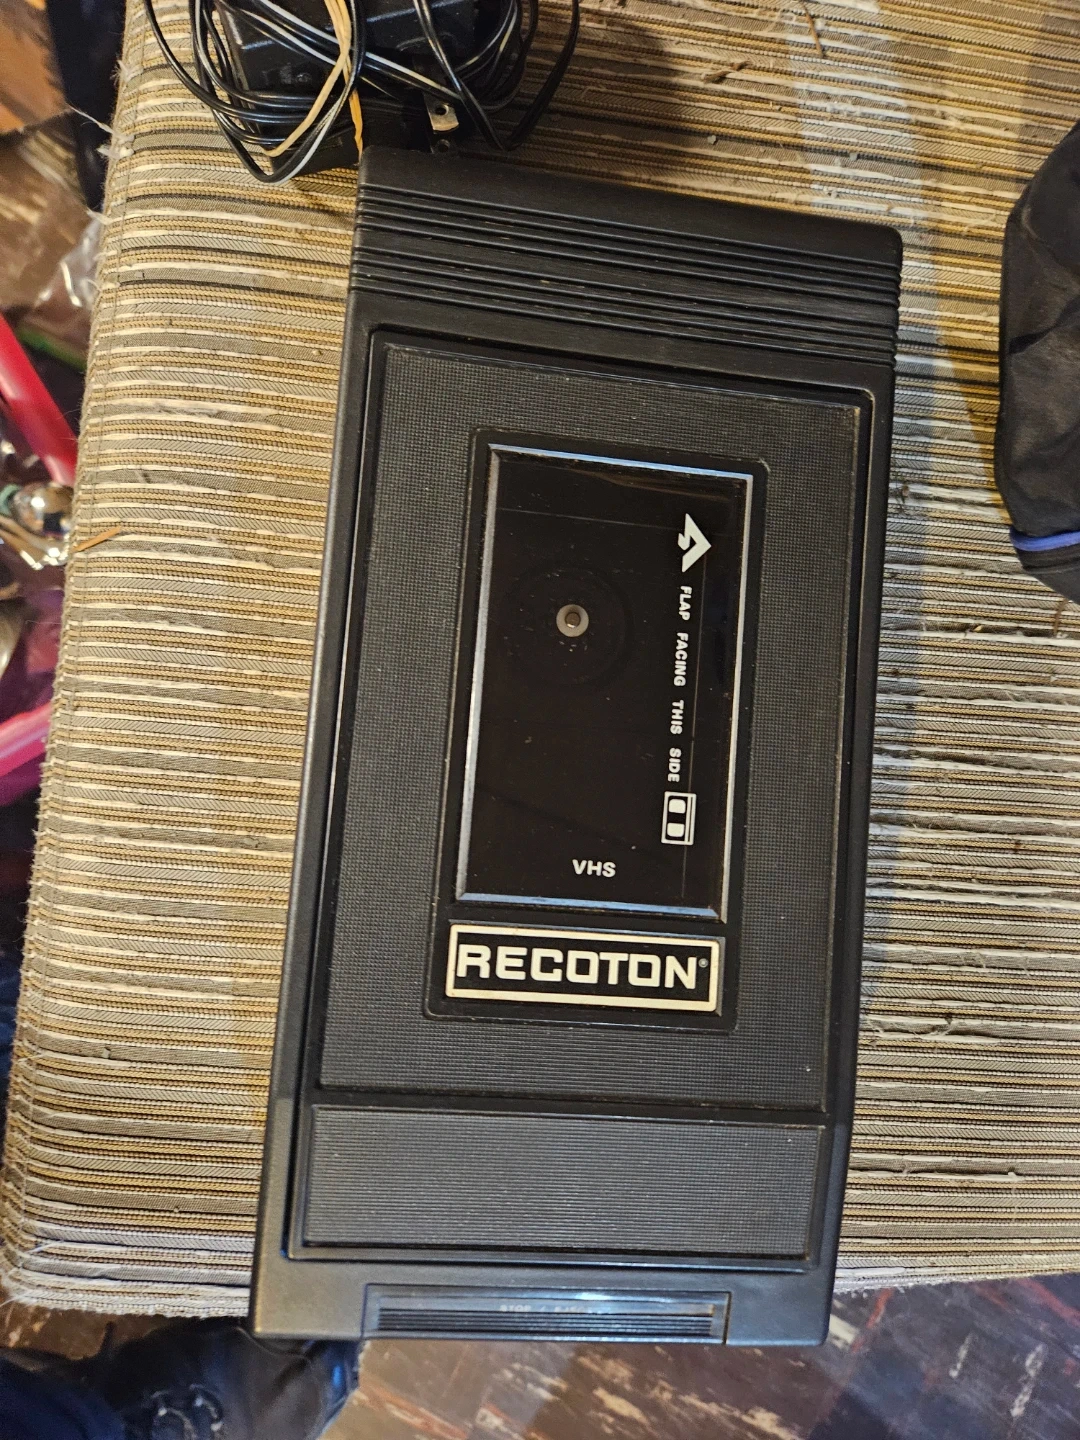 FLAP FACING THIS SIDE
VHS
RECOTON®